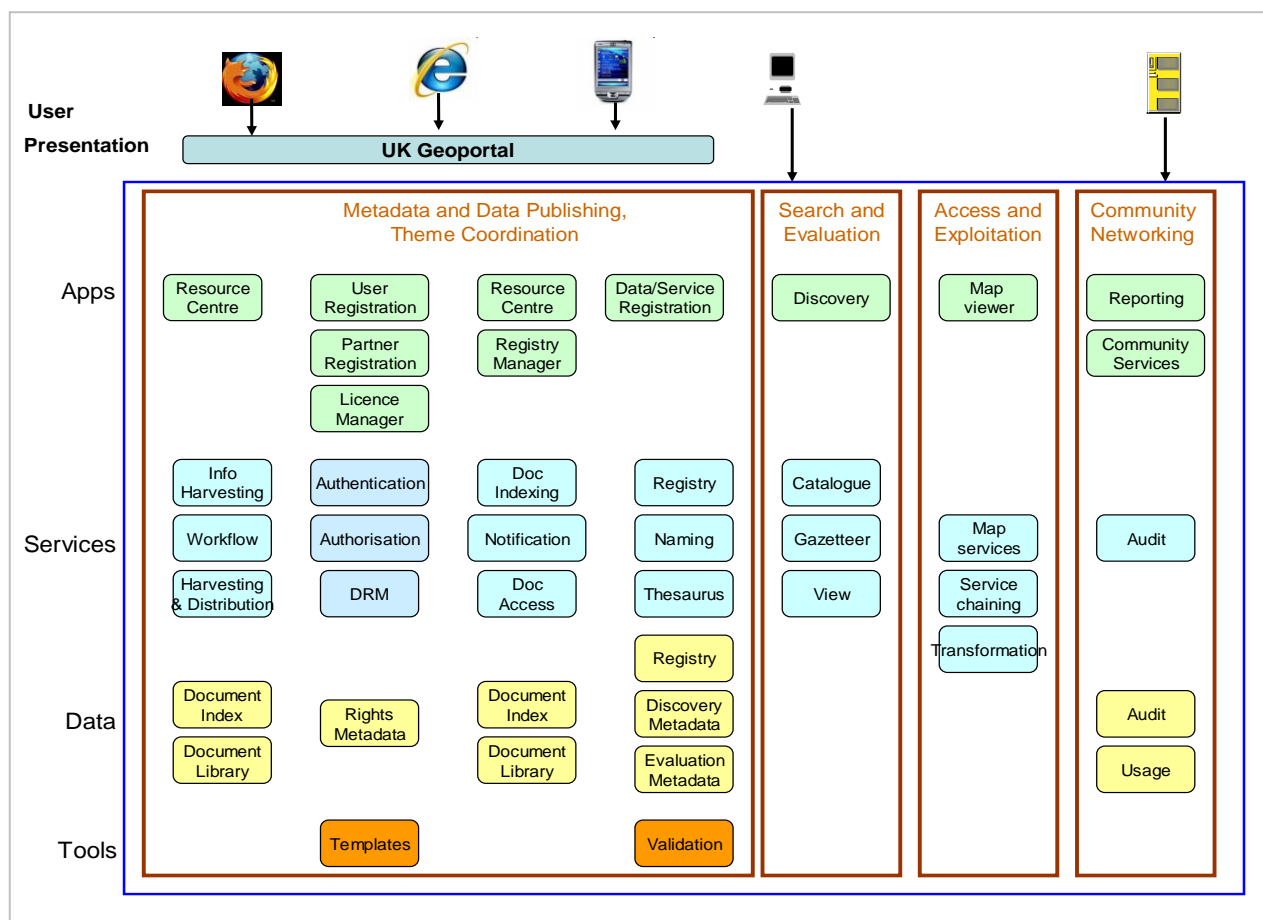 User
Presentation
UK Geoportal
Metadata and Data Publishing,
Theme Coordination
Search and
Evaluation
Access and
Exploitation
Community
Networking
Apps
Resource
Centre
User
Registration
Resource
Centre
Data/Service
Registration
Discovery
Map
viewer
Reporting
Partner
Registration
Registry
Manager
Community
Services
Licence
Manager
Services
Info
Harvesting
Authentication
Doc
Indexing
Registry
Catalogue
Workflow
Authorisation
Notification
Naming
Gazetteer
Map
services
Audit
Harvesting
& Distribution
DRM
Doc
Access
Thesaurus
View
Service
chaining
Transformation
Data
Registry
Document
Index
Rights
Metadata
Document
Index
Discovery
Metadata
Audit
Document
Library
Document
Library
Evaluation
Metadata
Usage
Tools
Templates
Validation